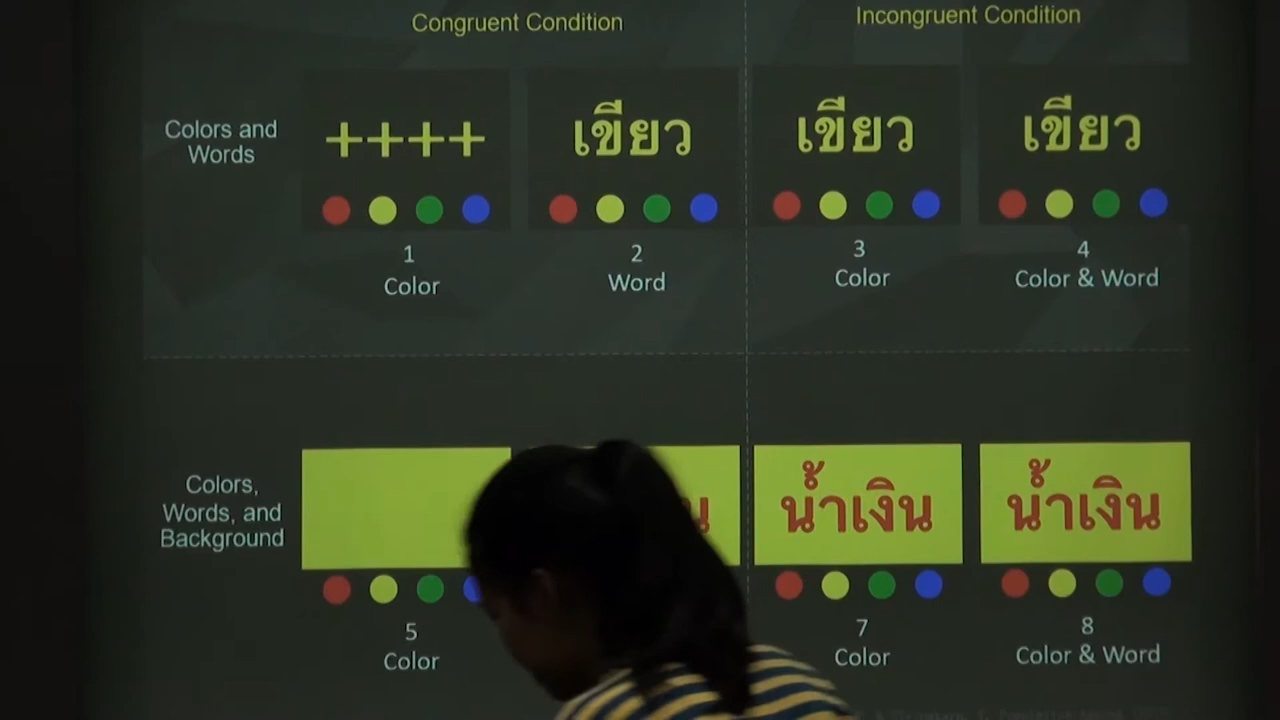 Congruent Condition
Incongruent Condition
Colors and
Words
++++
เขียว
เขียว
เขียว
1
Color
2
Word
3
Color
4
Color & Word
Colors,
Words, and
Background
น้ำเงิน
น้ำเงิน
5
Color
7
Color
8
Color & Word